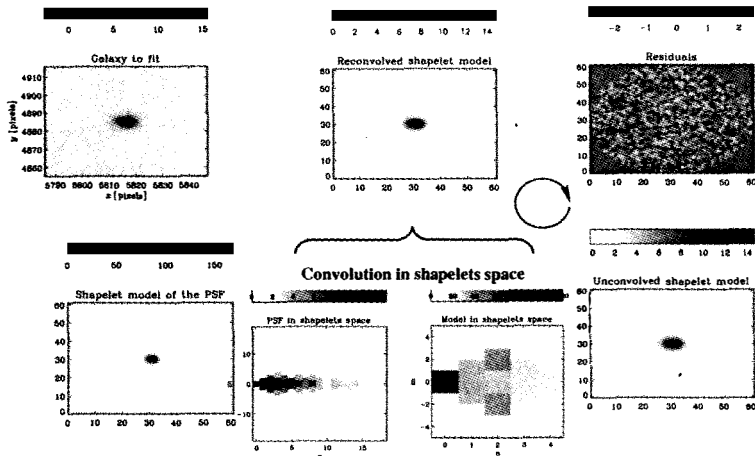 0 5 10 15
Galaxy to fit
4910
4900
4890
4880
4870
4860
y [pixels]
5790 5800 5810 5820 5830 5840
x [pixels]
0 2 4 6 8 10 12 14
Reconvolved shapelet model
60
50
40
30
20
10
0
0 10 20 30 40 50 60
-2 -1 0 1 2
Residuals
60
50
40
30
20
10
0
0 10 20 30 40 50 60
0 50 100 150
Shapelet model of the PSF
60
50
40
30
20
10
0
0 10 20 30 40 50 60
Convolution in shapelets space
0 2
PSF in shapelets space
10
0
-10
0 5 10 15
Model in shapelets space
4
2
0
-2
-4
0 1 2 3 4
n
0 2 4 6 8 10 12 14
Unconvolved shapelet model
60
50
40
30
20
10
0
0 10 20 30 40 50 60